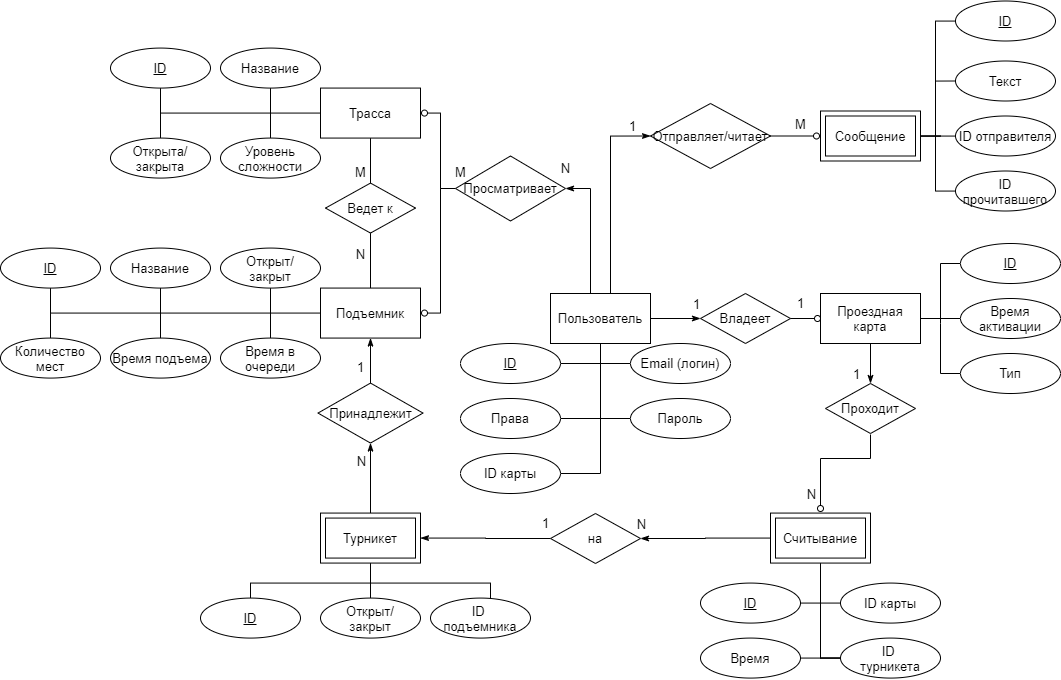 ID
Название
Трасса
Открыта/
закрыта
Уровень
сложности
М
Ведет к
N
ID
Название
Открыт/
закрыт
Подъемник
Количество
мест
Время подъема
Время в
очереди
1
Принадлежит
N
Турникет
ID
Открыт/
закрыт
ID
подъемника
М
Просматривает
N
1
Отправляет/читает
М
Сообщение
ID
Текст
ID отправителя
ID
прочитавшего
Пользователь
ID
Email (логин)
Права
Пароль
ID карты
1
Владеет
1
Проездная
карта
ID
Время
активации
Тип
1
Проходит
N
1
на
N
Считывание
ID
ID карты
Время
ID
турникета